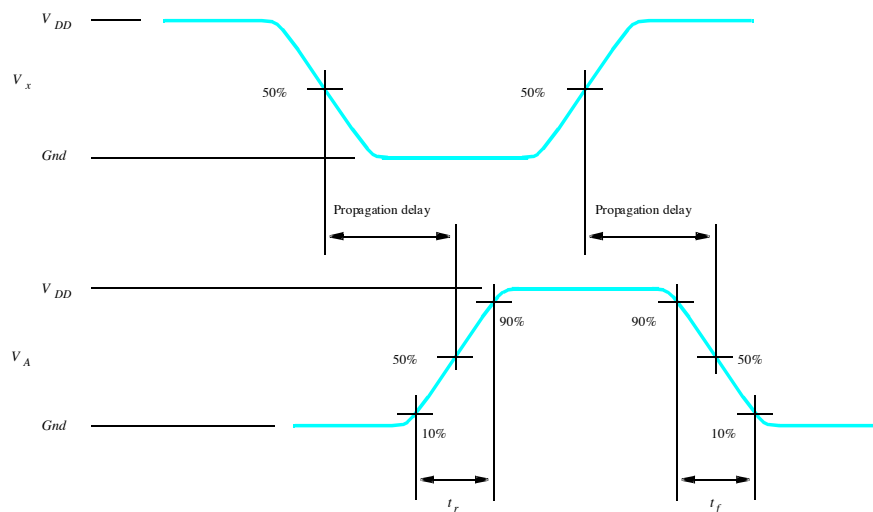 V DD
V x
50%
50%
Gnd
Propagation delay
Propagation delay
V DD
90%
90%
V A
50%
50%
Gnd
10%
10%
t r
t f